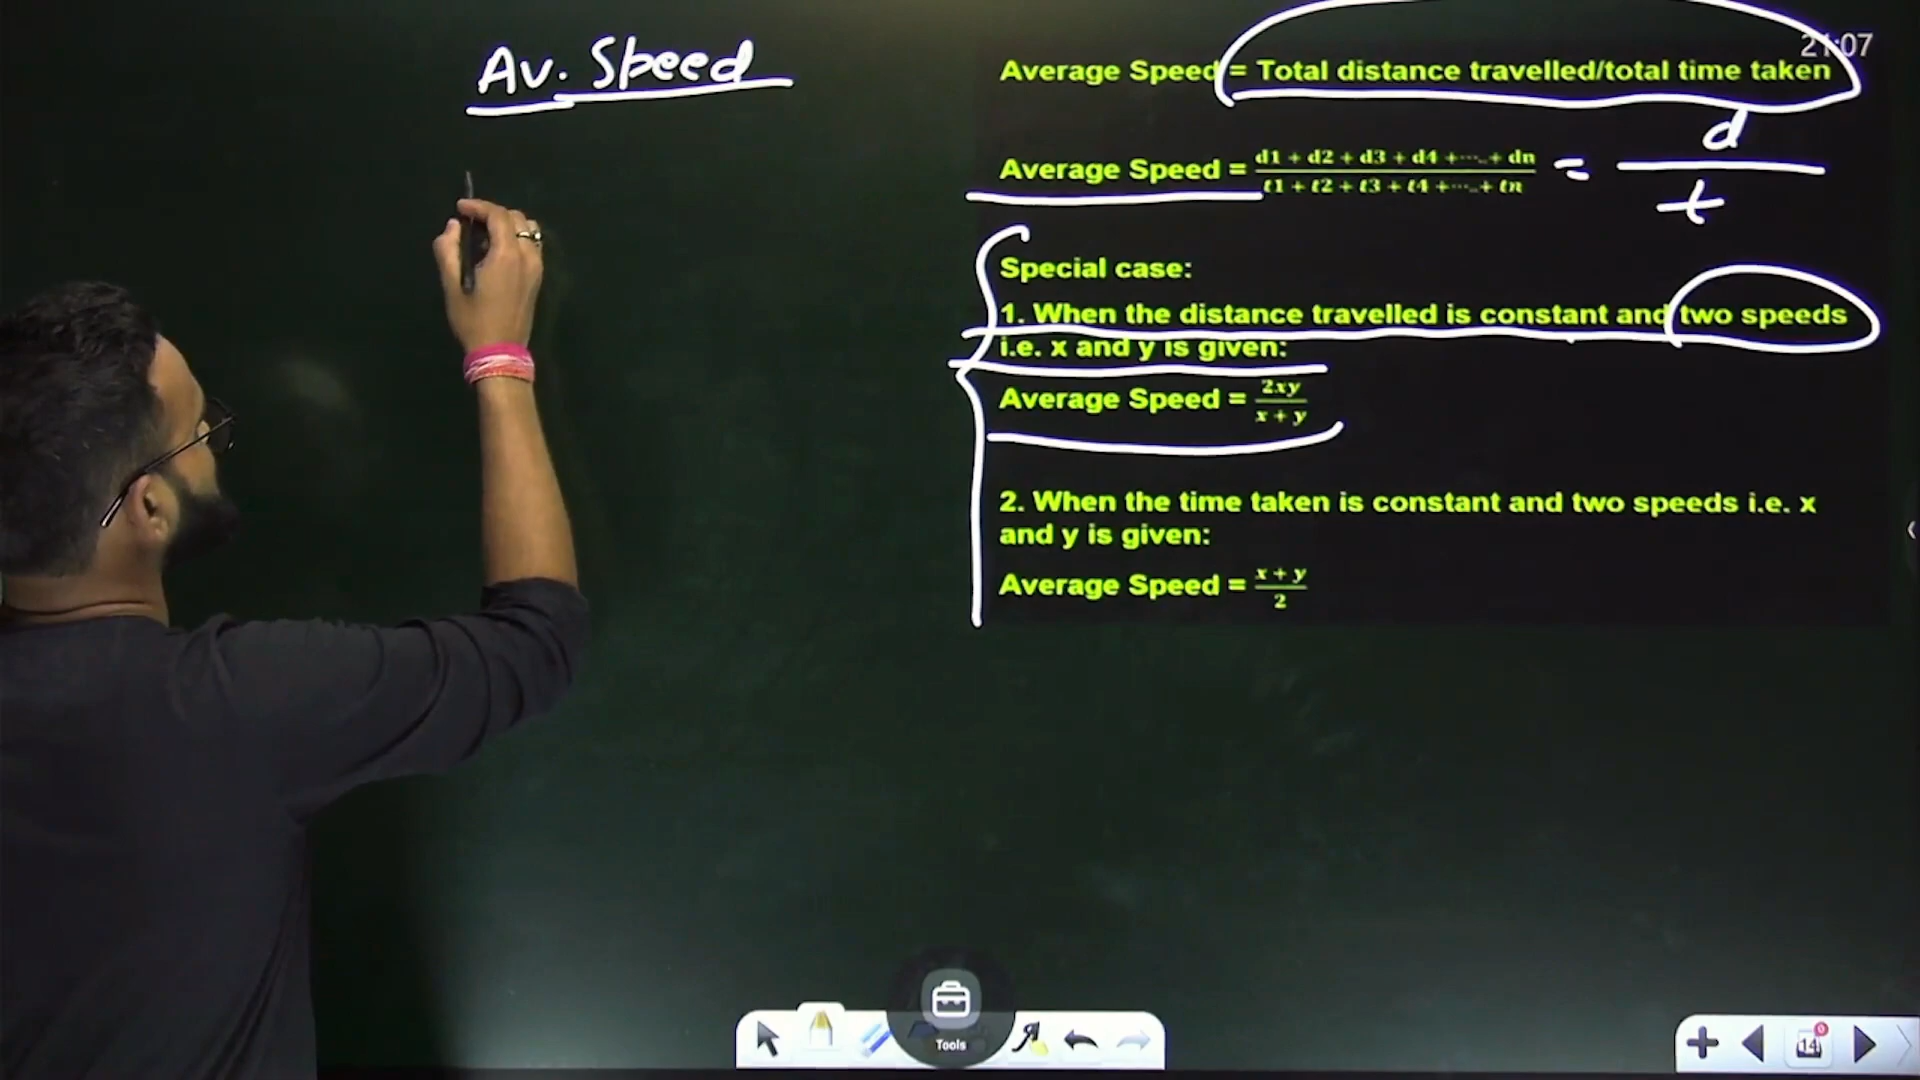 Av. Speed
21:07
Average Speed = Total distance travelled/total time taken
Average Speed = d1 + d2 + d3 + d4 +⋯..+ dn / t1 + t2 + t3 + t4 +⋯..+ tn = d / t
Special case:
1. When the distance travelled is constant and two speeds
i.e. x and y is given:
Average Speed = 2xy / x + y
2. When the time taken is constant and two speeds i.e. x
and y is given:
Average Speed = x + y / 2
Tools
14
0